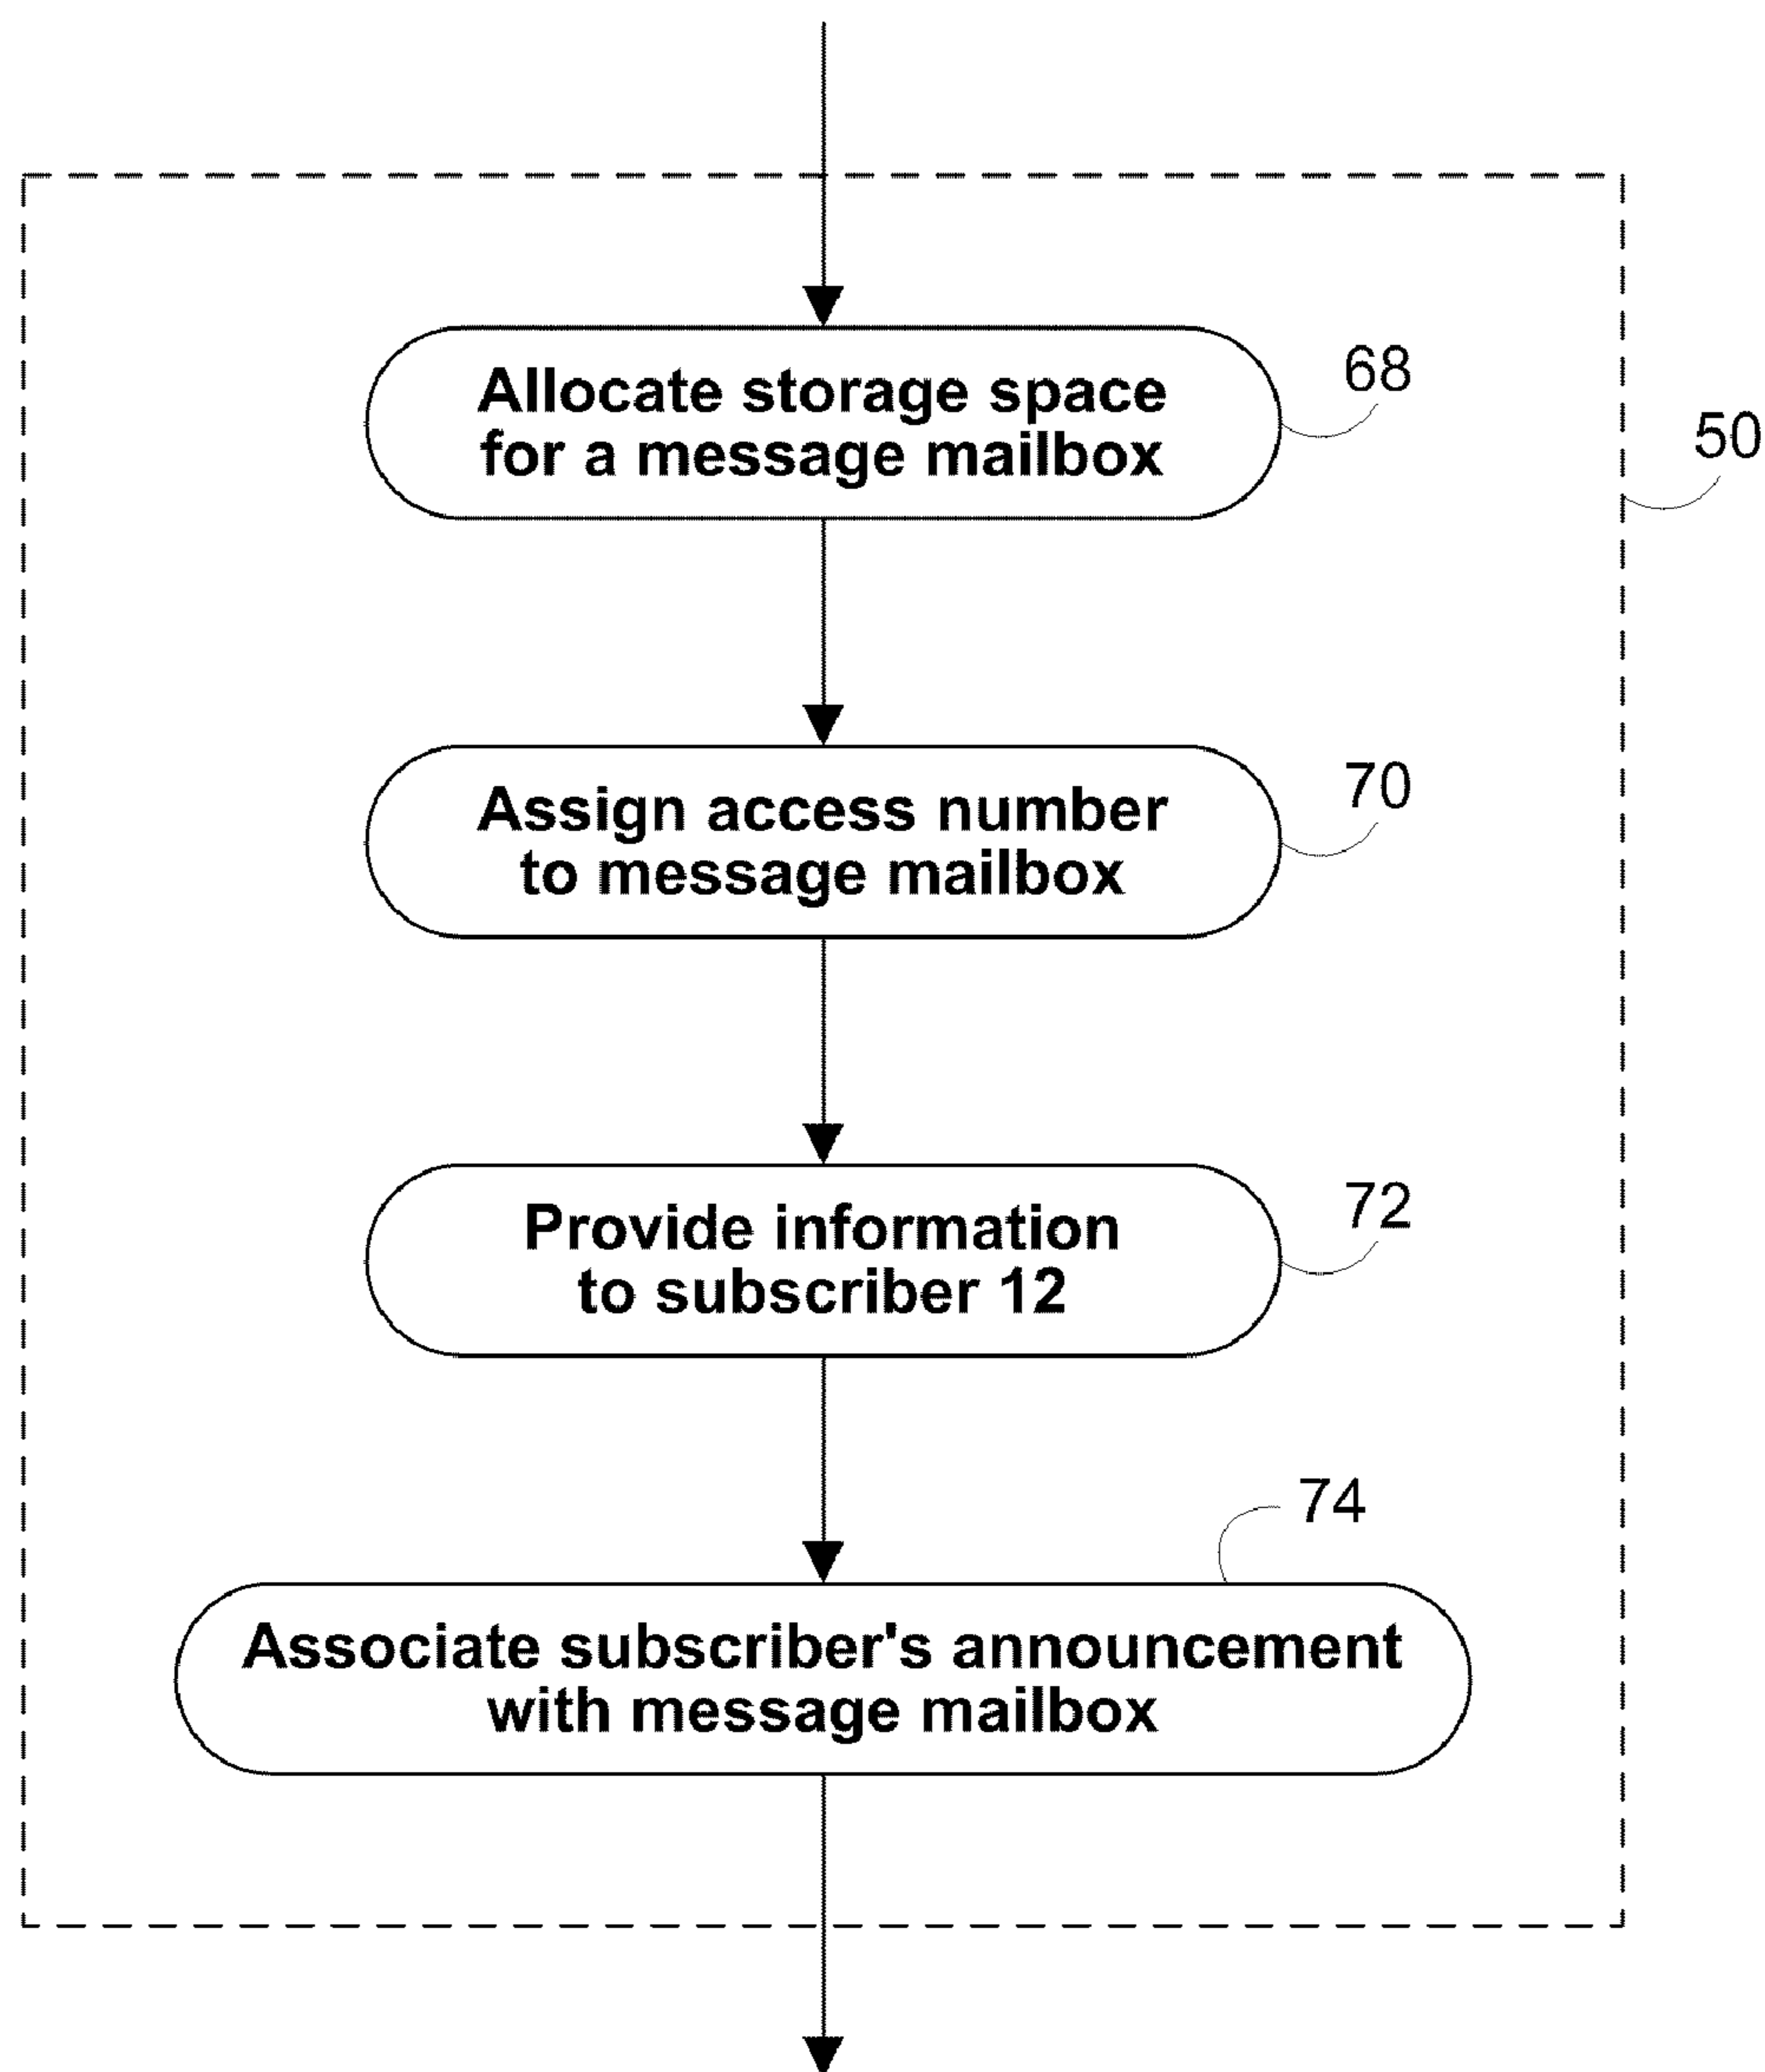 Allocate storage space
for a message mailbox
68
50
Assign access number
to message mailbox
70
Provide information
to subscriber 12
72
74
Associate subscriber's announcement
with message mailbox